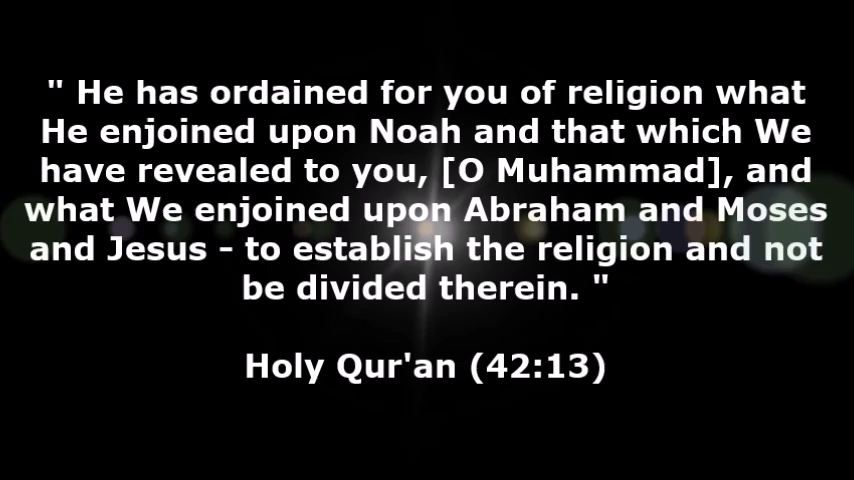 " He has ordained for you of religion what
He enjoined upon Noah and that which We
have revealed to you, [O Muhammad], and
what We enjoined upon Abraham and Moses
and Jesus - to establish the religion and not
be divided therein. "
Holy Qur'an (42:13)